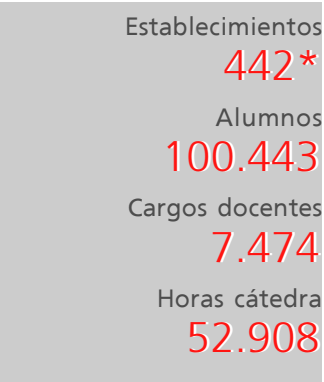 Establecimientos
442*
Alumnos
100.443
Cargos docentes
7.474
Horas cátedra
52.908